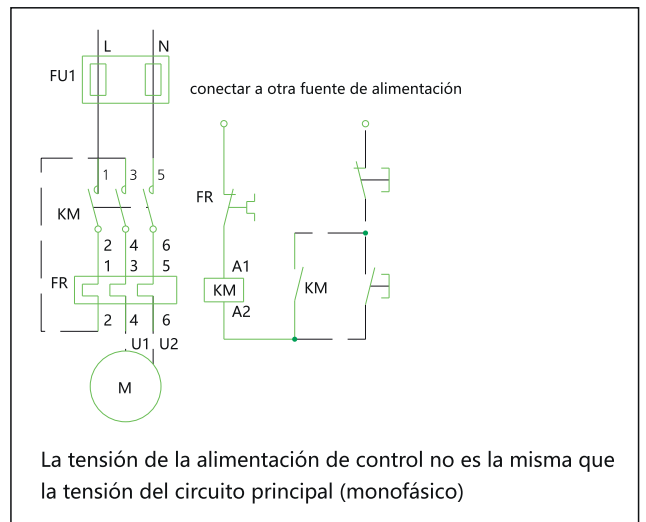 L N
FU1
conectar a otra fuente de alimentación
1 3 5
FR
KM
2 4 6
1 3 5
A1
FR
KM
KM
A2
2 4 6
U1 U2
M
La tensión de la alimentación de control no es la misma que
la tensión del circuito principal (monofásico)